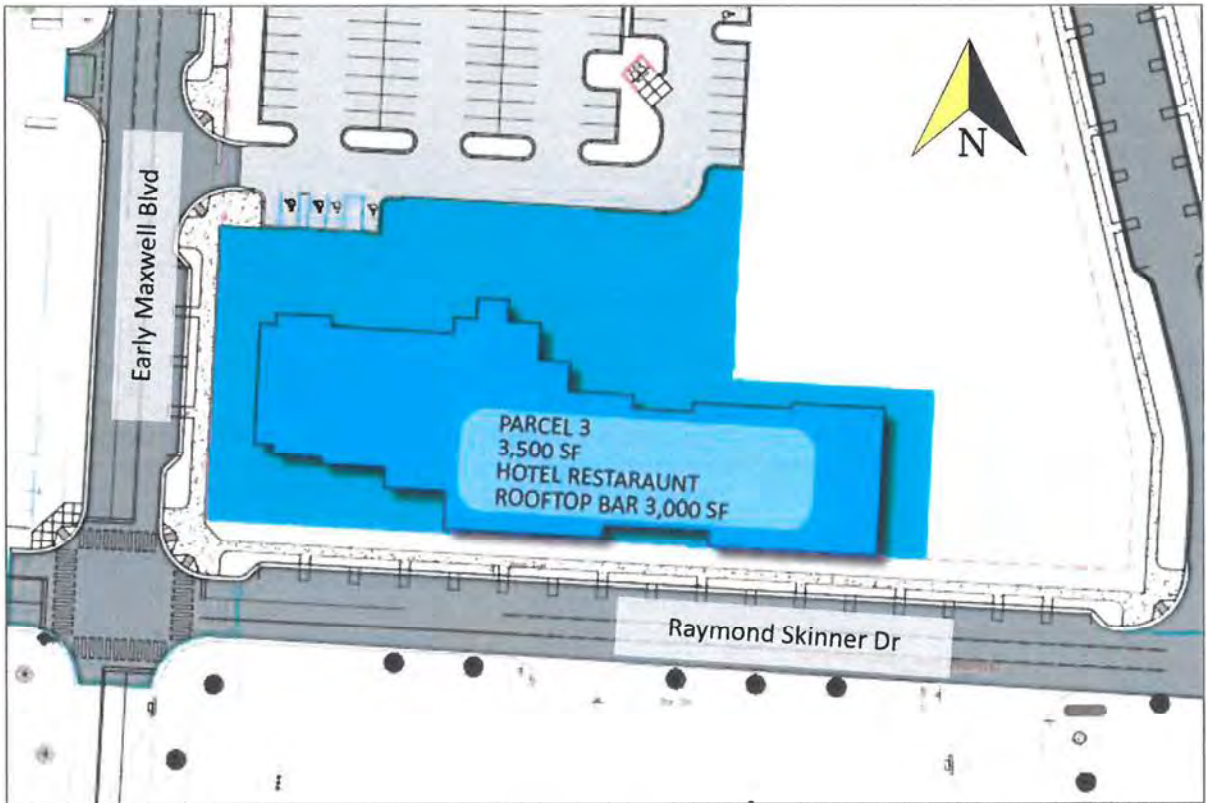 N
Early Maxwell Blvd
PARCEL 3
3,500 SF
HOTEL RESTARAUNT
ROOFTOP BAR 3,000 SF
Raymond Skinner Dr